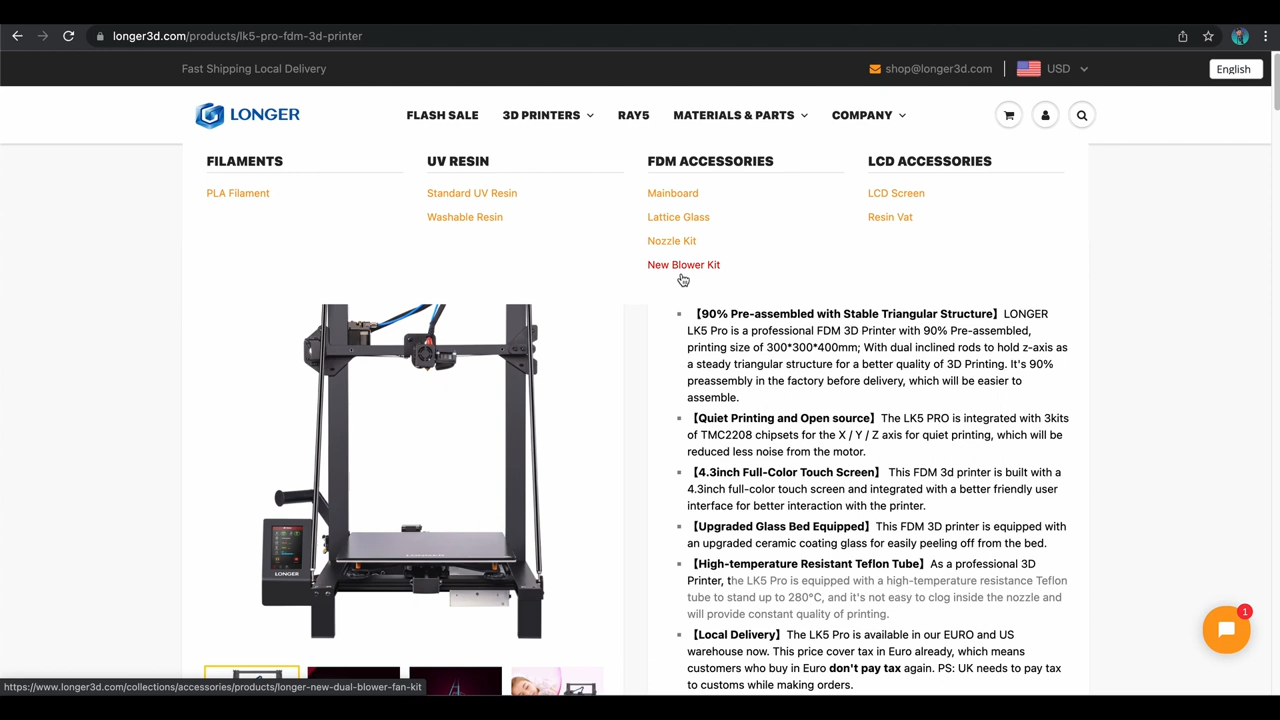 longer3d.com/products/lk5-pro-fdm-3d-printer
Fast Shipping Local Delivery
shop@longer3d.com
USD
English
LONGER
FLASH SALE
3D PRINTERS
RAY5
MATERIALS & PARTS
COMPANY
FILAMENTS
UV RESIN
FDM ACCESSORIES
LCD ACCESSORIES
PLA Filament
Standard UV Resin
Mainboard
LCD Screen
Washable Resin
Lattice Glass
Resin Vat
Nozzle Kit
New Blower Kit
【90% Pre-assembled with Stable Triangular Structure】LONGER
LK5 Pro is a professional FDM 3D Printer with 90% Pre-assembled,
printing size of 300*300*400mm; With dual inclined rods to hold z-axis as
a steady triangular structure for a better quality of 3D Printing. It's 90%
preassembly in the factory before delivery, which will be easier to
assemble.
【Quiet Printing and Open source】The LK5 PRO is integrated with 3kits
of TMC2208 chipsets for the X / Y / Z axis for quiet printing, which will be
reduced less noise from the motor.
【4.3inch Full-Color Touch Screen】 This FDM 3d printer is built with a
4.3inch full-color touch screen and integrated with a better friendly user
interface for better interaction with the printer.
【Upgraded Glass Bed Equipped】This FDM 3D printer is equipped with
an upgraded ceramic coating glass for easily peeling off from the bed.
【High-temperature Resistant Teflon Tube】As a professional 3D
Printer, the LK5 Pro is equipped with a high-temperature resistance Teflon
tube to stand up to 280°C, and it's not easy to clog inside the nozzle and
will provide constant quality of printing.
【Local Delivery】The LK5 Pro is available in our EURO and US
warehouse now. This price cover tax in Euro already, which means
customers who buy in Euro don't pay tax again. PS: UK needs to pay tax
to customs while making orders.
LONGER
LONGER
1
https://www.longer3d.com/collections/accessories/products/longer-new-dual-blower-fan-kit